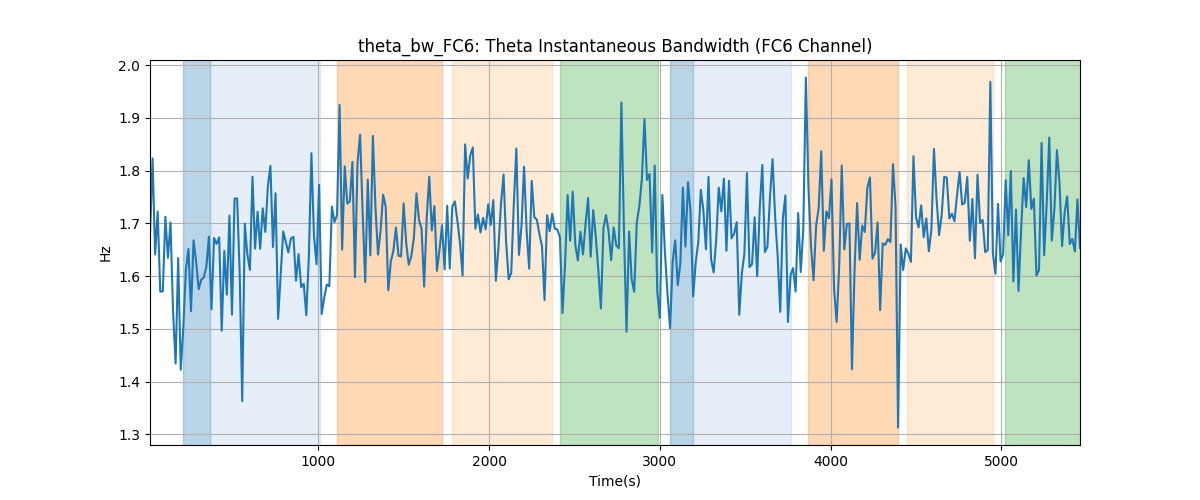 theta_bw_FC6: Theta Instantaneous Bandwidth (FC6 Channel)
2.0
1.9
1.8
1.7
1.6
1.5
1.4
1.3
Hz
1000 2000 3000 4000 5000
Time(s)